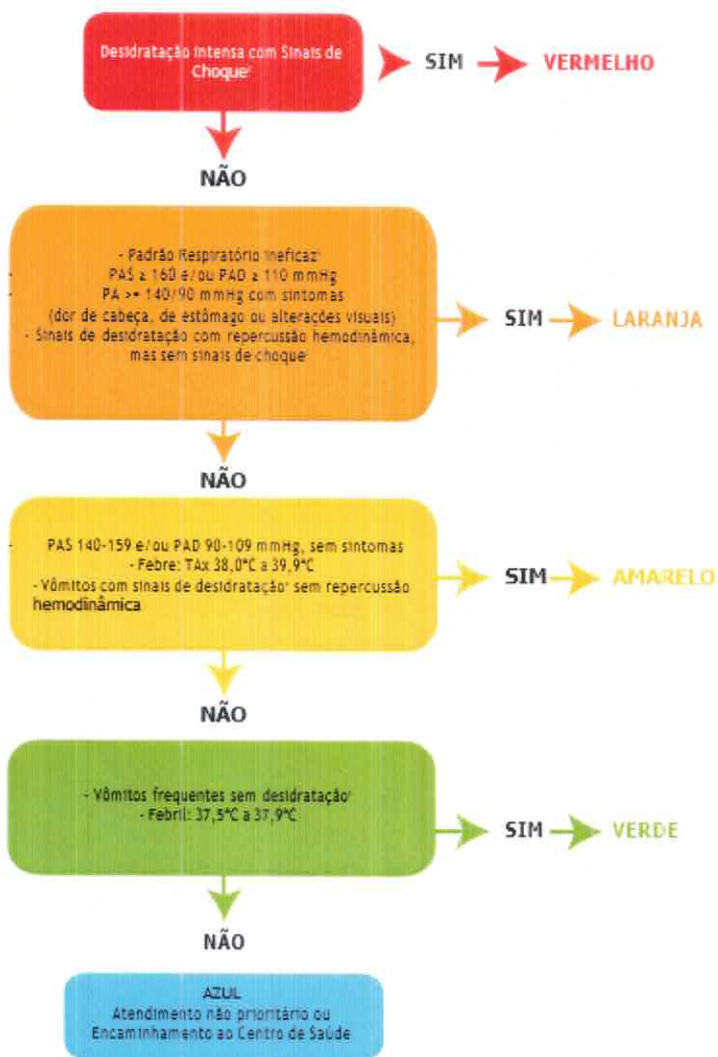 Desidratação Intensa com Sinais de
Choque
SIM
VERMELHO
NÃO
- Padrão Respiratório Ineficaz
- PAS ≥ 160 e/ou PAD ≥ 110 mmHg
- PA >= 140/90 mmHg com sintomas
(dor de cabeça, de estômago ou alterações visuais)
- Sinais de desidratação com repercussão hemodinâmica,
mas sem sinais de choque
SIM
LARANJA
NÃO
- PAS 140-159 e/ou PAD 90-109 mmHg, sem sintomas
- Febre: TAx 38,0°C a 39,9°C
- Vômitos com sinais de desidratação sem repercussão
hemodinâmica
SIM
AMARELO
NÃO
- Vômitos frequentes sem desidratação
- Febril: 37,5°C a 37,9°C
SIM
VERDE
NÃO
AZUL
Atendimento não prioritário ou
Encaminhamento ao Centro de Saúde